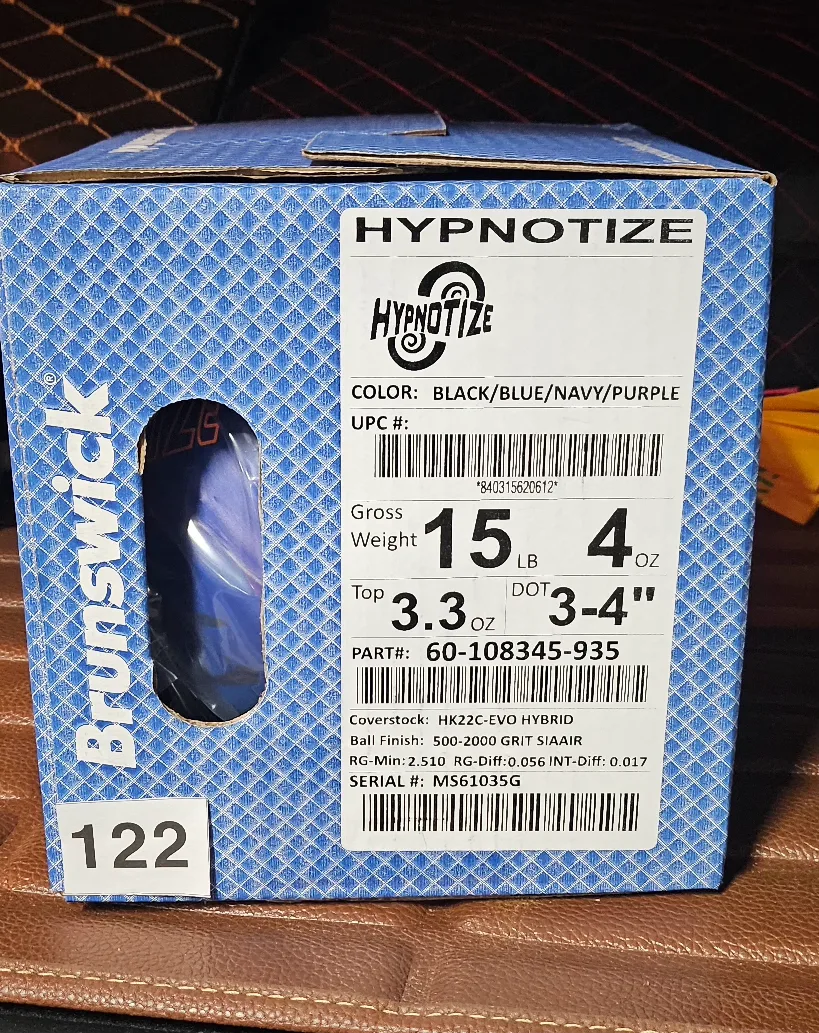 HYPNOTIZE
HYPNOTIZE
COLOR: BLACK/BLUE/NAVY/PURPLE
UPC #:
*840315620612*
Gross
Weight 15 LB 4 OZ
Top 3.3 OZ DOT 3-4"
PART#: 60-108345-935
Coverstock: HK22C-EVO HYBRID
Ball Finish: 500-2000 GRIT SIAAIR
RG-Min: 2.510 RG-Diff:0.056 INT-Diff: 0.017
SERIAL #: MS61035G
Brunswick®
122